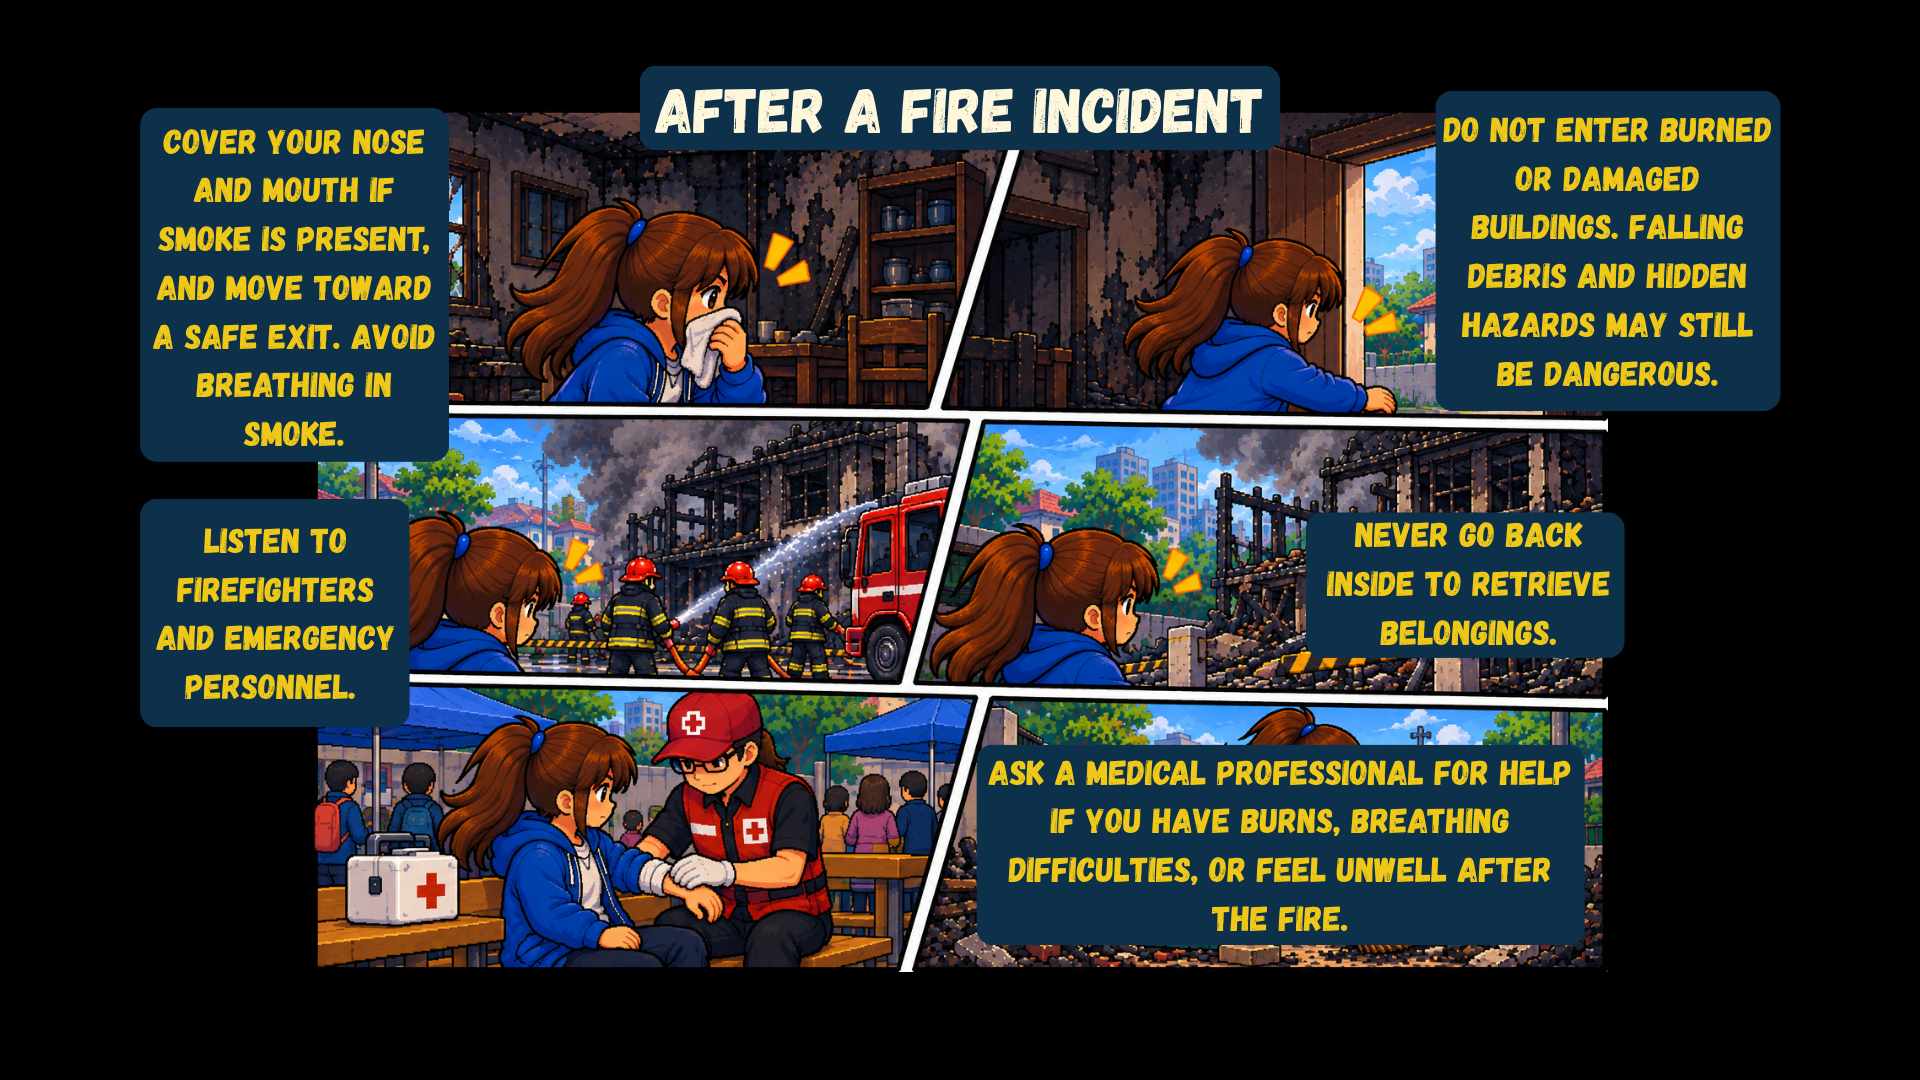 AFTER A FIRE INCIDENT
COVER YOUR NOSE
AND MOUTH IF
SMOKE IS PRESENT,
AND MOVE TOWARD
A SAFE EXIT. AVOID
BREATHING IN
SMOKE.
DO NOT ENTER BURNED
OR DAMAGED
BUILDINGS. FALLING
DEBRIS AND HIDDEN
HAZARDS MAY STILL
BE DANGEROUS.
LISTEN TO
FIREFIGHTERS
AND EMERGENCY
PERSONNEL.
NEVER GO BACK
INSIDE TO RETRIEVE
BELONGINGS.
ASK A MEDICAL PROFESSIONAL FOR HELP
IF YOU HAVE BURNS, BREATHING
DIFFICULTIES, OR FEEL UNWELL AFTER
THE FIRE.